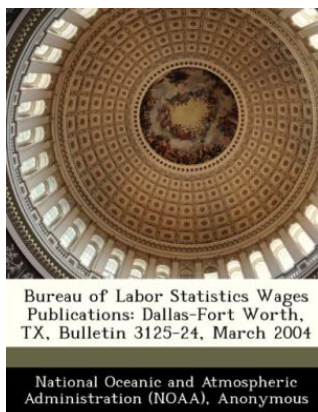 Bureau of Labor Statistics Wages
Publications: Dallas-Fort Worth,
TX, Bulletin 3125-24, March 2004
National Oceanic and Atmospheric
Administration (NOAA), Anonymous